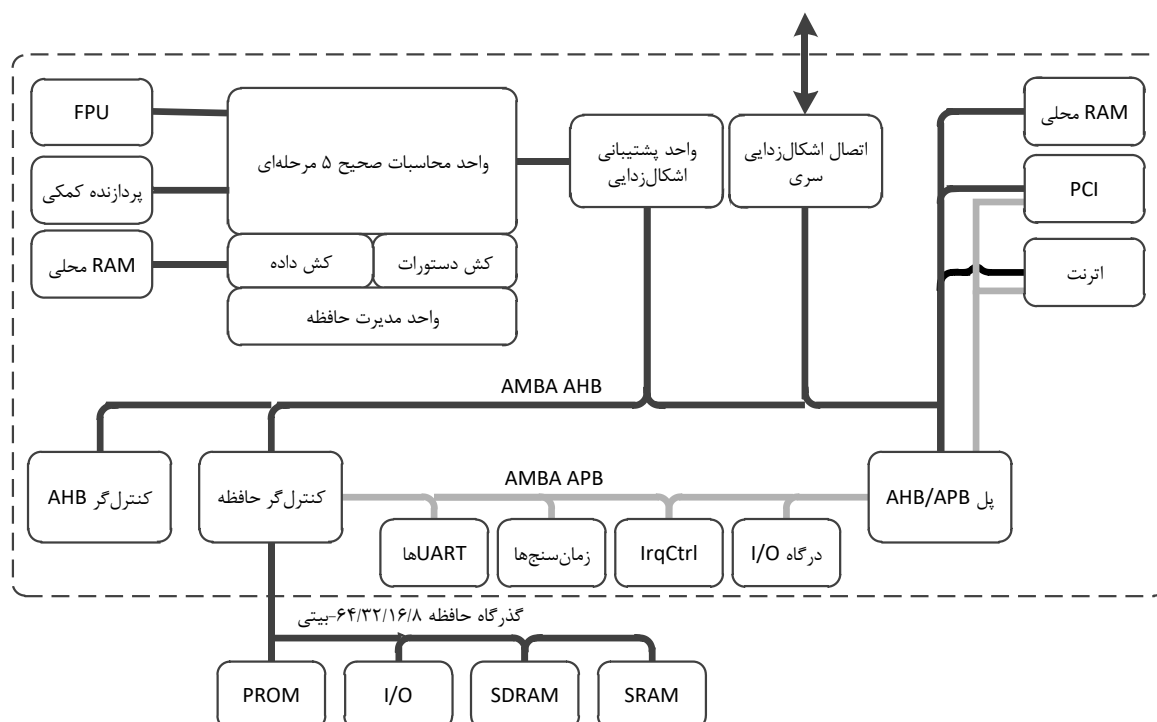 FPU
واحد محاسبات صحیح ۵ مرحله‌ای
واحد پشتیبانی
اشکال‌زدایی
اتصال اشکال‌زدایی
سری
RAM محلی
پردازنده کمکی
PCI
RAM محلی
کش داده
کش دستورات
اترنت
واحد مدیرت حافظه
AMBA AHB
کنترل‌گر AHB
کنترل‌گر حافظه
AMBA APB
پل AHB/APB
UARTها
زمان‌سنج‌ها
IrqCtrl
درگاه I/O
گذرگاه حافظه ۶۴/۳۲/۱۶/۸-بیتی
PROM
I/O
SDRAM
SRAM